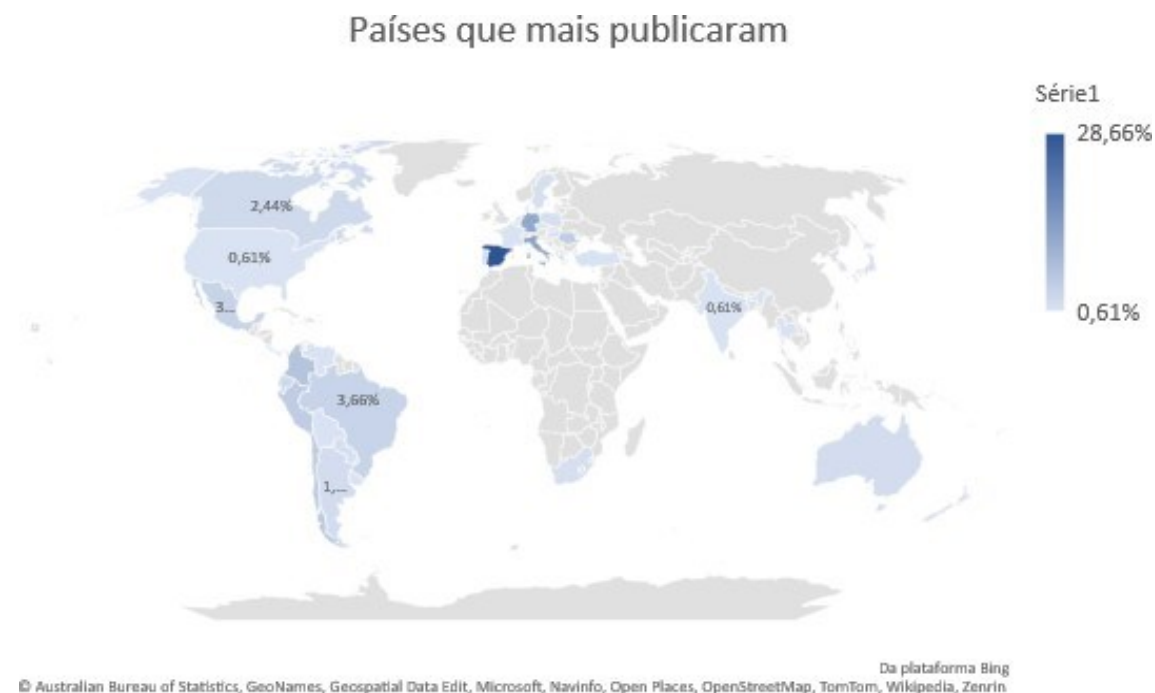 Países que mais publicaram
Série1
28,66%
0,61%
2,44%
0,61%
3...
0,61%
3,66%
1,...
Da plataforma Bing
© Australian Bureau of Statistics, GeoNames, Geospatial Data Edit, Microsoft, Navinfo, Open Places, OpenStreetMap, TomTom, Wikipedia, Zenrin